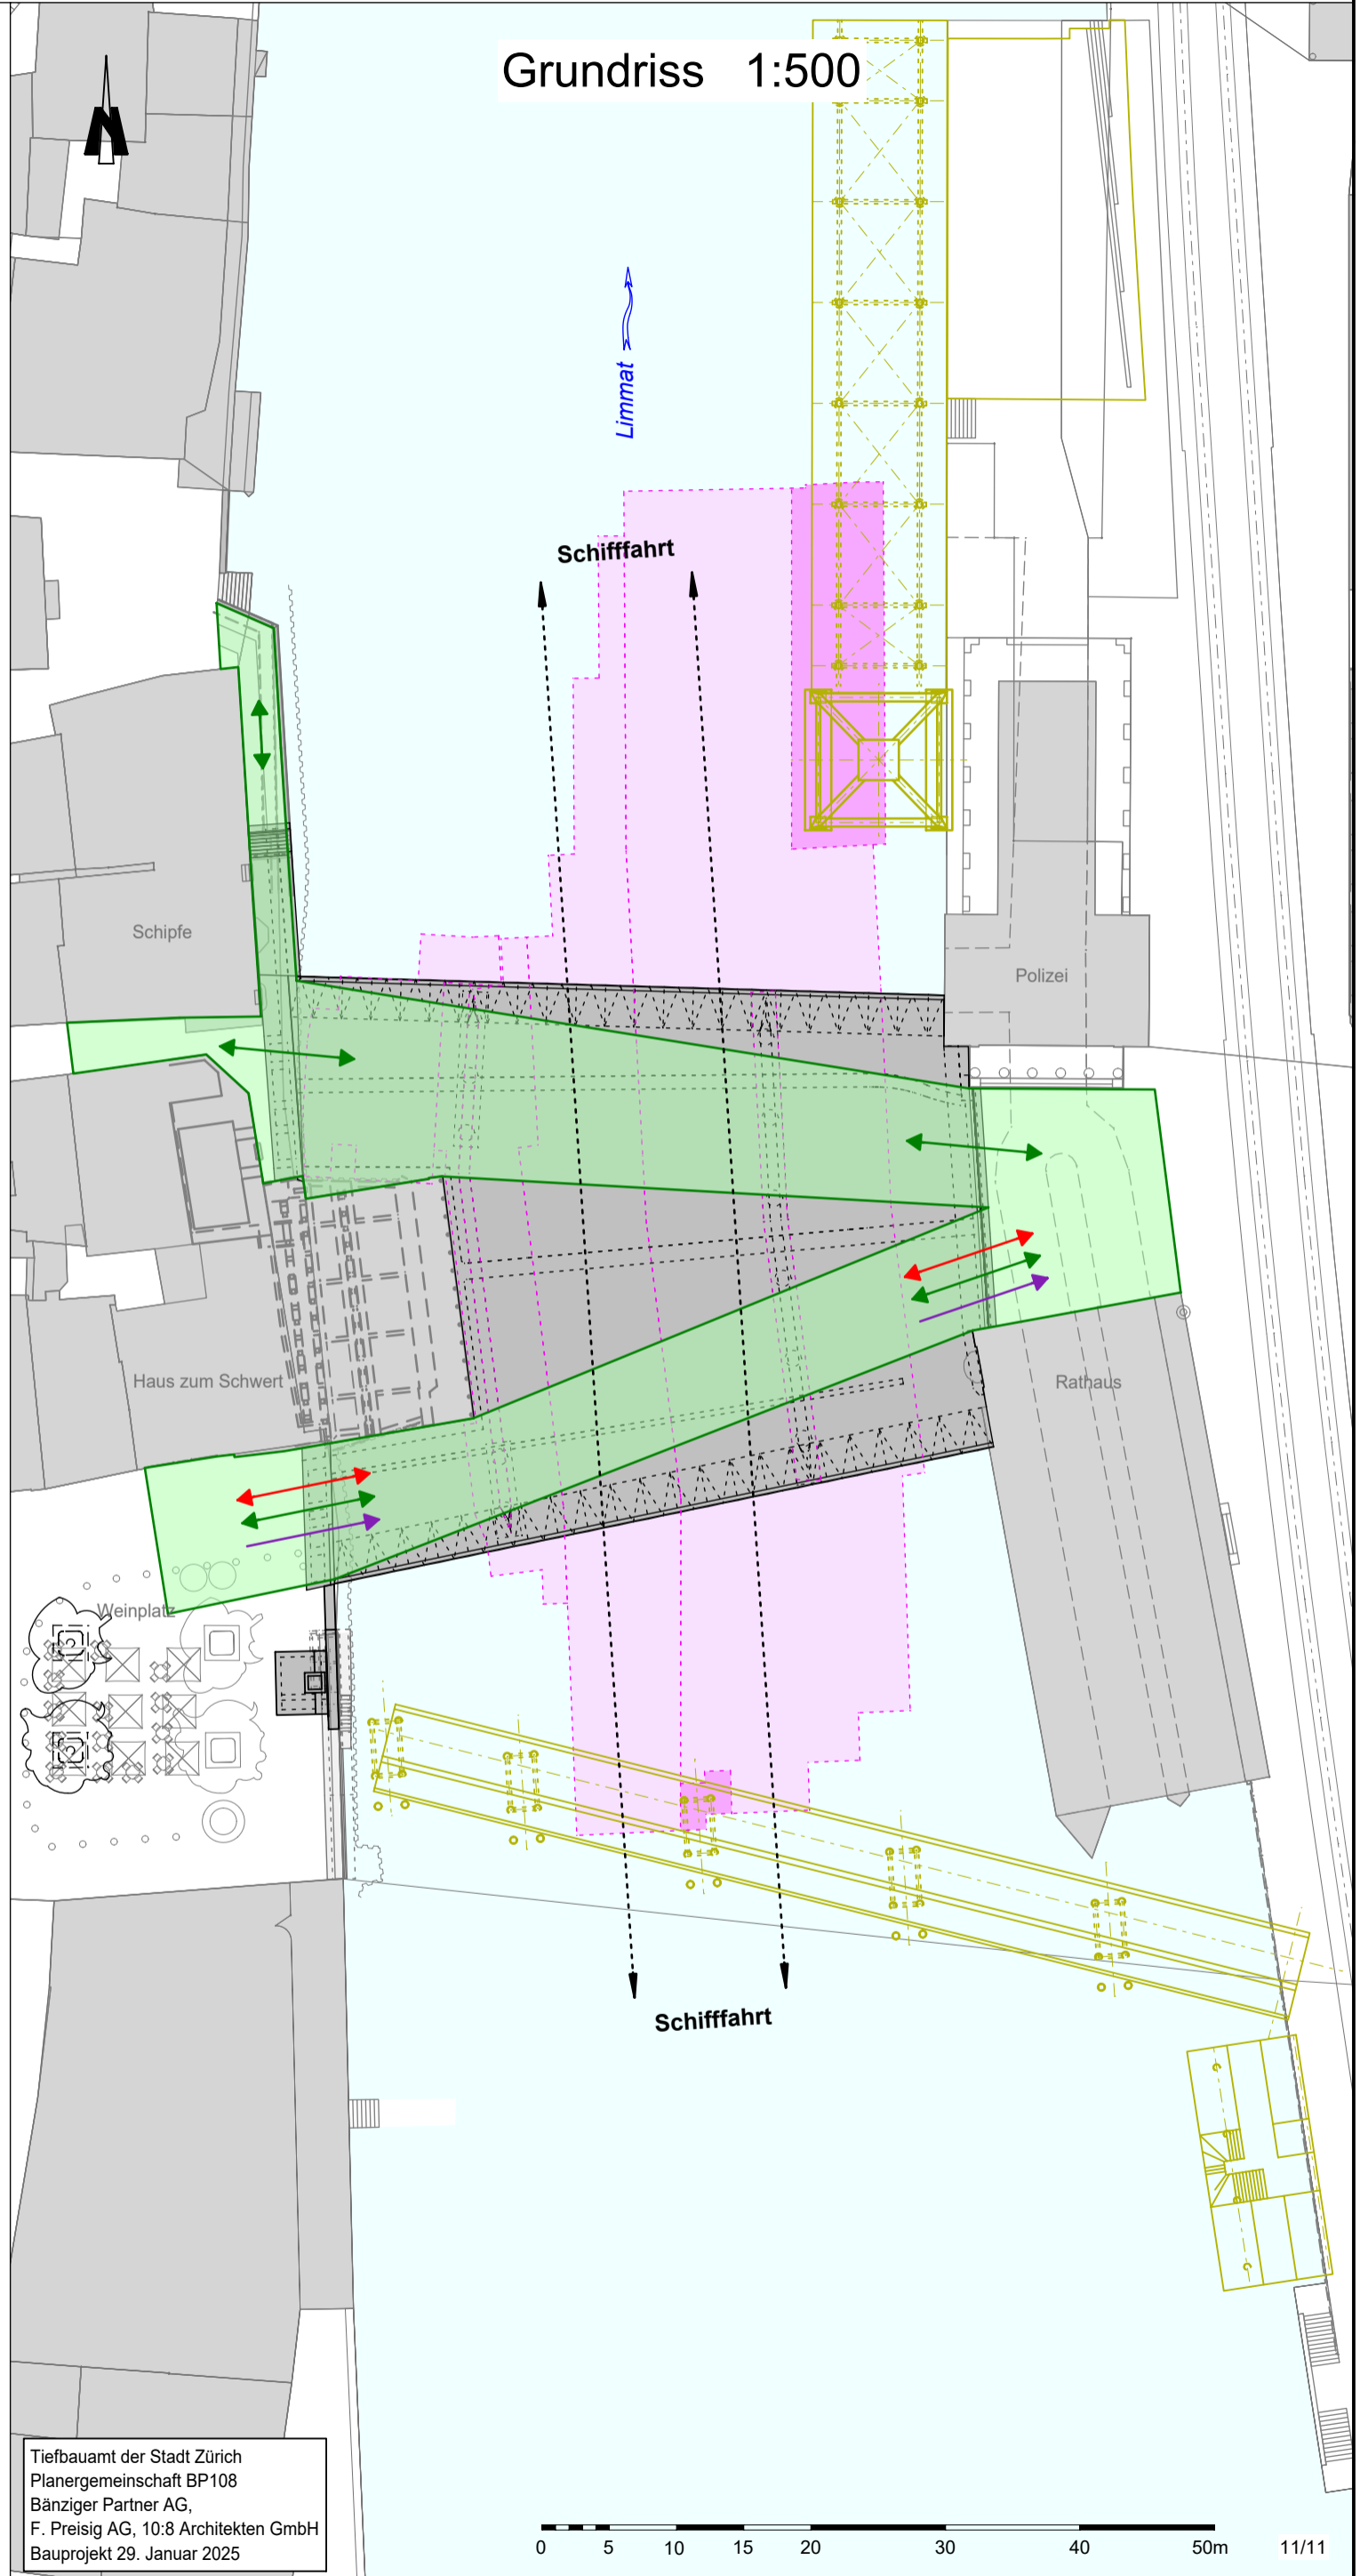 Grundriss 1:500
N
Limmat
Schifffahrt
Schipfe
Polizei
Haus zum Schwert
Rathaus
Weinplatz
Schifffahrt
Tiefbauamt der Stadt Zürich
Planergemeinschaft BP108
Bänziger Partner AG,
F. Preisig AG, 10:8 Architekten GmbH
Bauprojekt 29. Januar 2025
0 5 10 15 20 30 40 50m
11/11